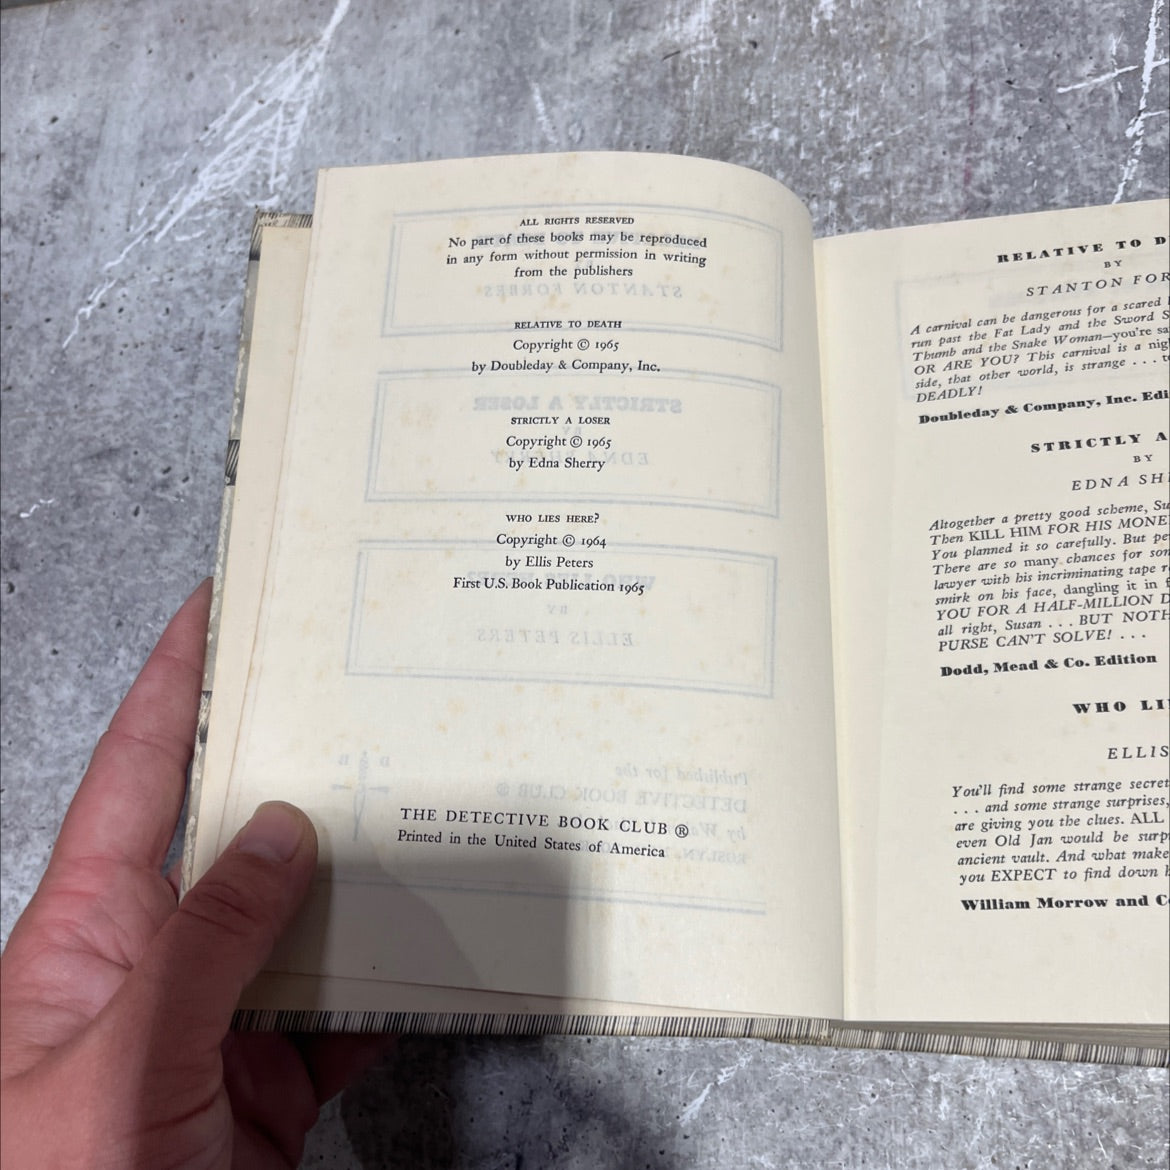 ALL RIGHTS RESERVED
No part of these books may be reproduced
in any form without permission in writing
from the publishers
RELATIVE TO DEATH
Copyright © 1965
by Doubleday & Company, Inc.
STRICTLY A LOSER
Copyright © 1965
by Edna Sherry
WHO LIES HERE?
Copyright © 1964
by Ellis Peters
First U.S. Book Publication 1965
THE DETECTIVE BOOK CLUB ®
Printed in the United States of America
RELATIVE TO D
BY
STANTON FOR
A carnival can be dangerous for a scared
run past the Fat Lady and the Sword S
Thumb and the Snake Woman—you're sa
OR ARE YOU? This carnival is a nig
side, that other world, is strange . . . t
DEADLY!
Doubleday & Company, Inc. Edi
STRICTLY A
BY
EDNA SH
Altogether a pretty good scheme, Su
Then KILL HIM FOR HIS MONE
You planned it so carefully. But pe
There are so many chances for som
lawyer with his incriminating tape r
smirk on his face, dangling it in f
YOU FOR A HALF-MILLION D
all right, Susan . . . BUT NOTH
PURSE CAN'T SOLVE! . . .
Dodd, Mead & Co. Edition
WHO LI
ELLIS
You'll find some strange secret
. . . and some strange surprises,
are giving you the clues. ALL
even Old Jan would be surp
ancient vault. And what make
you EXPECT to find down h
William Morrow and C